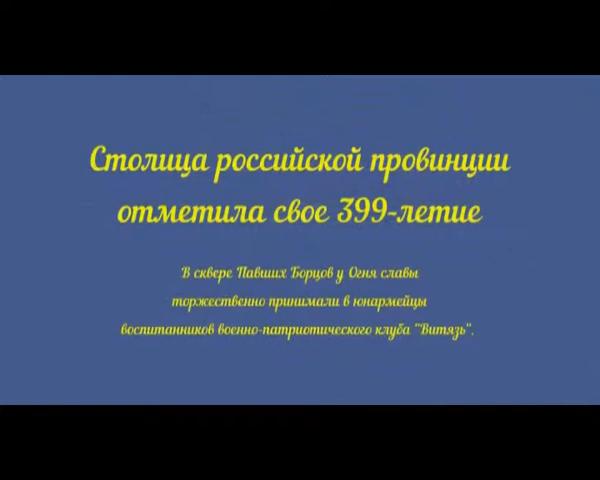 Столица российской провинции
отметила свое 399-летие
В сквере Павших Борцов у Огня славы
торжественно принимали в юнармейцы
воспитанников военно-патриотического клуба "Витязь".